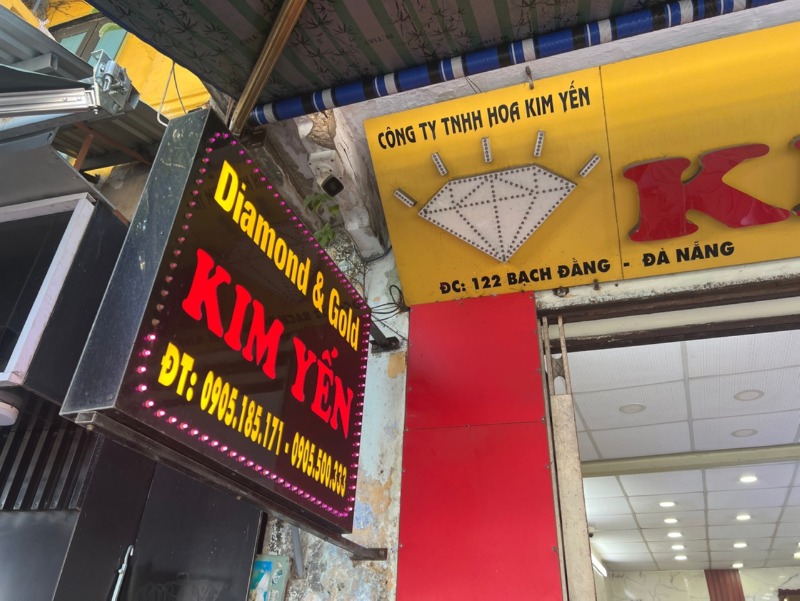 Diamond & Gold
KIM YẾN
ĐT: 0905.185.171 - 0905.500.333
CÔNG TY TNHH HOA KIM YẾN
ĐC: 122 BẠCH ĐẰNG - ĐÀ NẴNG